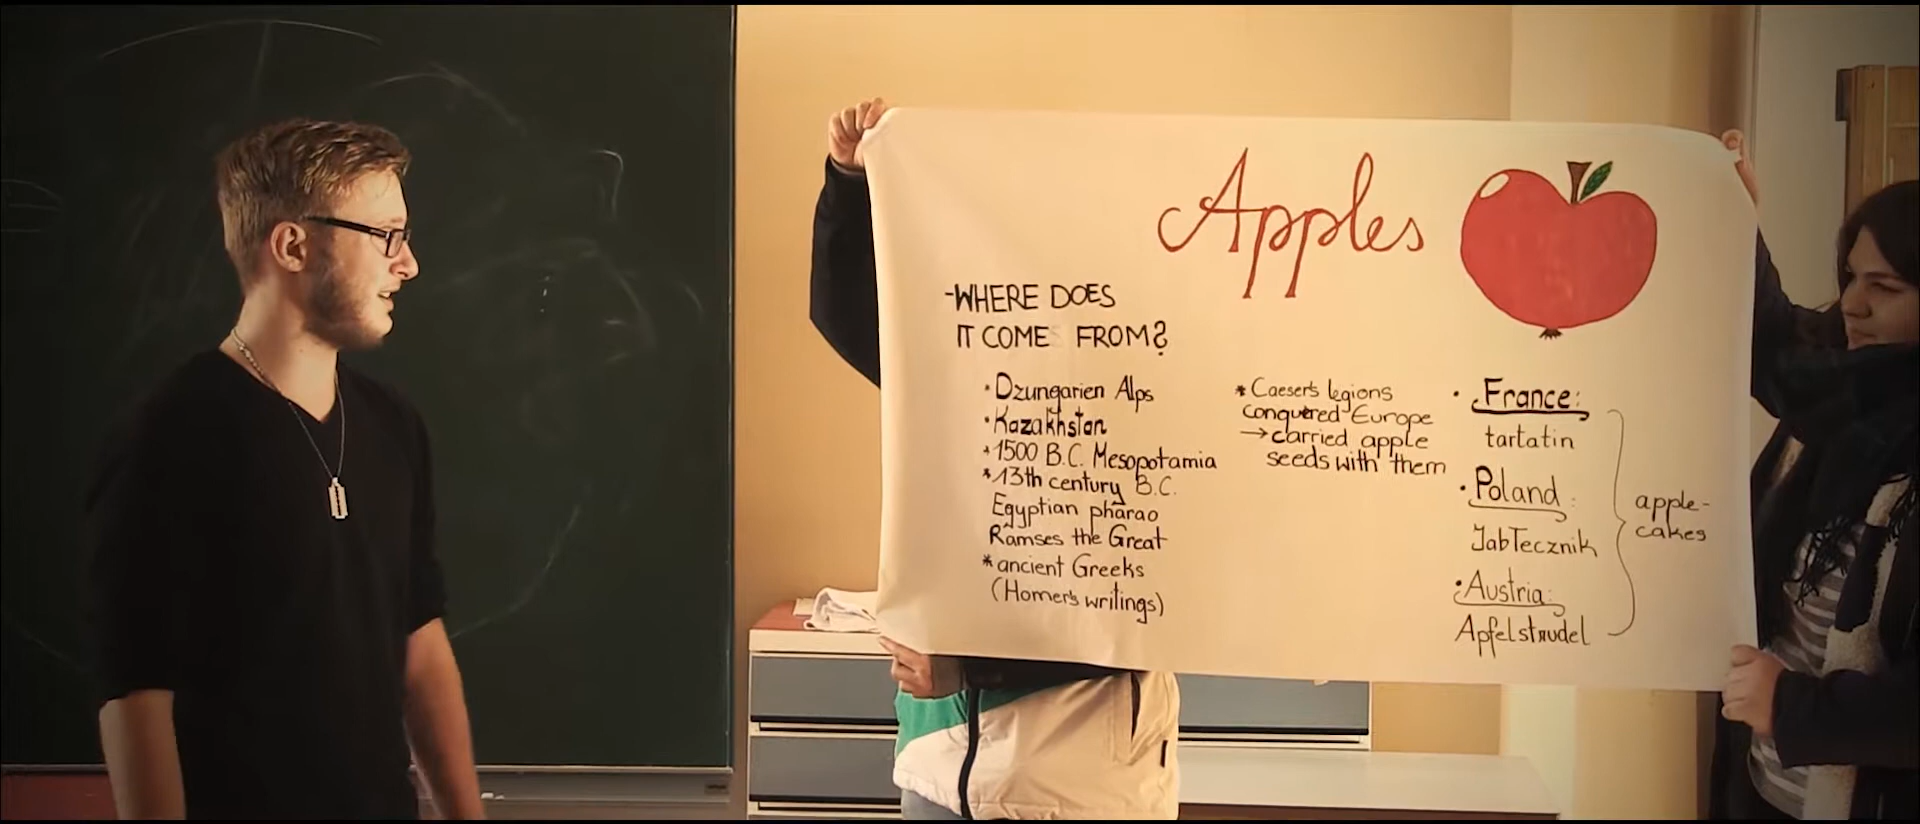 Apples
-WHERE DOES
IT COME FROM?
· Dzungarien Alps
· Kazakhstan
* 1500 B.C. Mesopotamia
* 13th century B.C.
Egyptian pharao
Ramses the Great
* ancient Greeks
(Homer's writings)
* Caeser's legions
conquered Europe
→ carried apple
seeds with them
· France:
tartatin
· Poland:
JabTecznik
· Austria:
Apfelstrudel
apple-
cakes